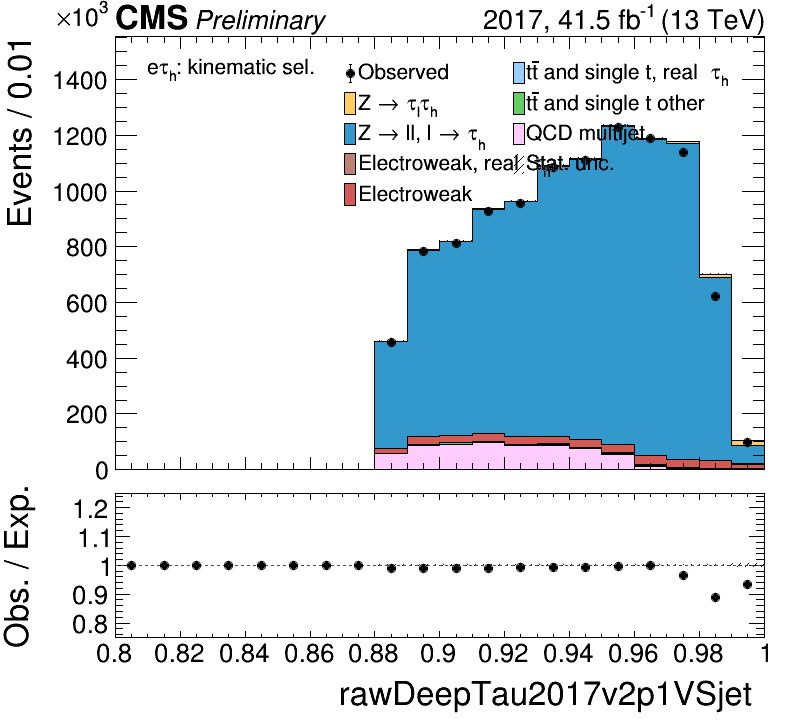 ×10³ CMS Preliminary 2017, 41.5 fb⁻¹ (13 TeV)
eτₕ: kinematic sel.
Observed
Z → τₗτₕ
Z → ll, l → τₕ
Electroweak, real τₕ
Electroweak
tt̄ and single t, real τₕ
tt̄ and single t other
QCD multijet
Stat. unc.
Events / 0.01
1400
1200
1000
800
600
400
200
0
Obs. / Exp.
1.2
1.1
1
0.9
0.8
0.8 0.82 0.84 0.86 0.88 0.9 0.92 0.94 0.96 0.98 1
rawDeepTau2017v2p1VSjet